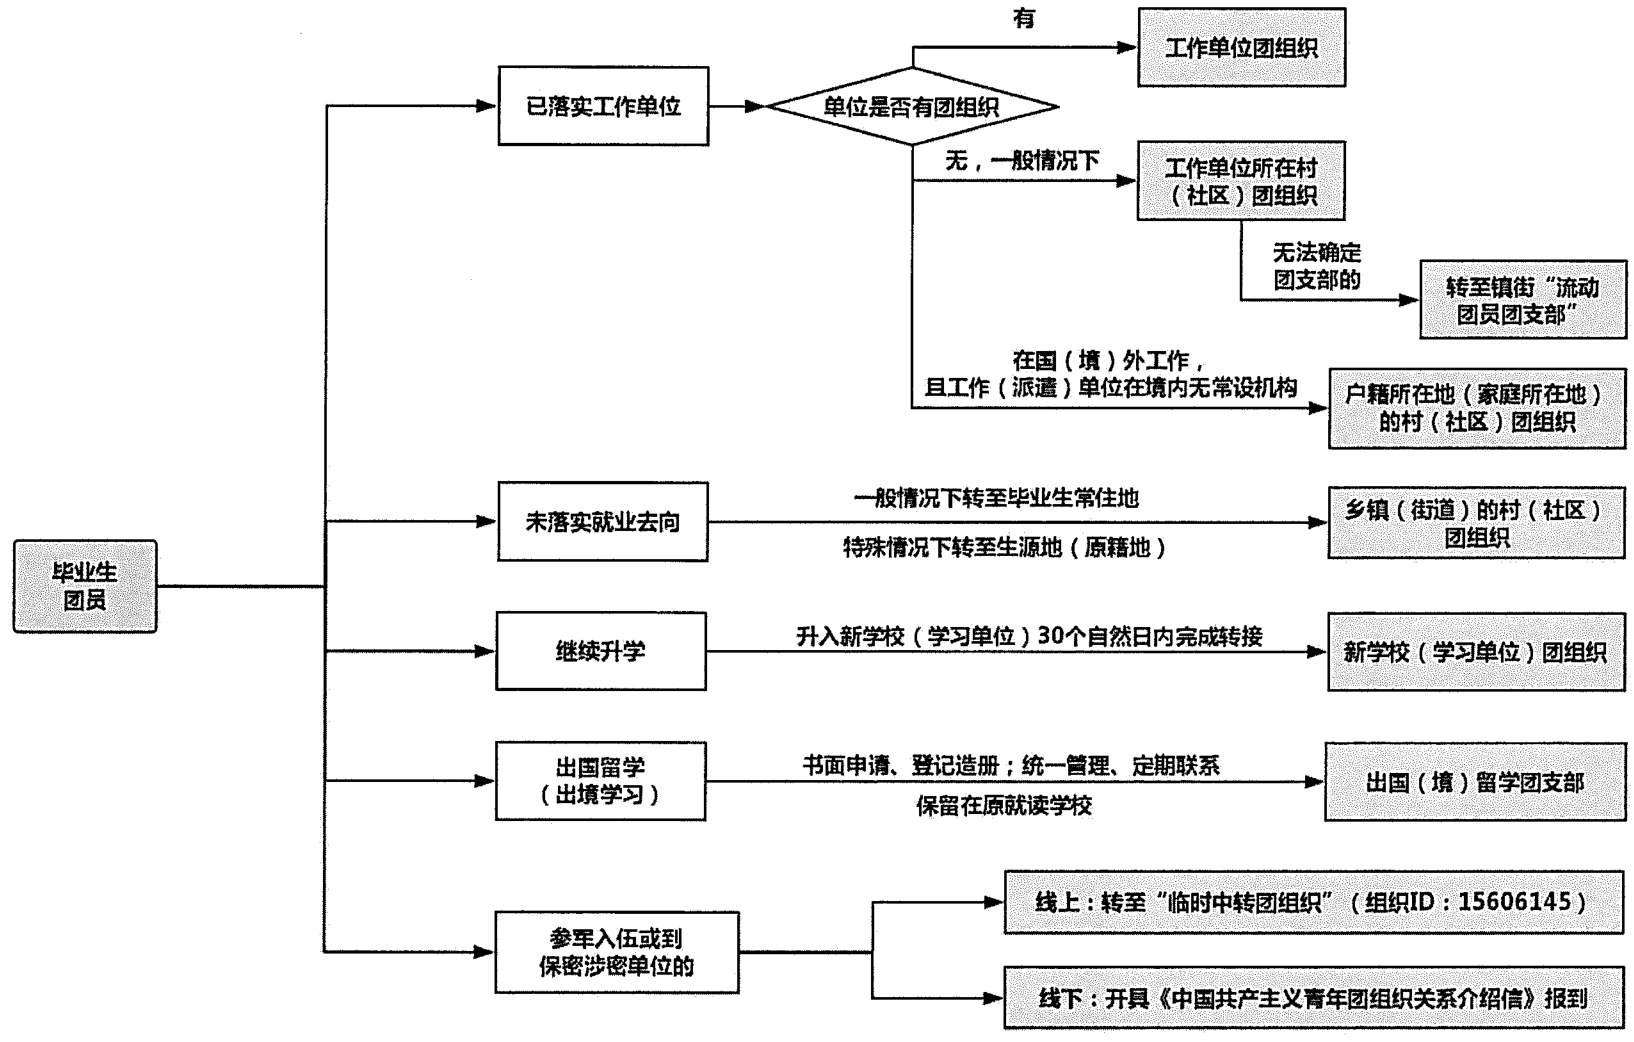 有
工作单位团组织
已落实工作单位
单位是否有团组织
无，一般情况下
工作单位所在村
（社区）团组织
无法确定
团支部的
转至镇街“流动
团员团支部”
在国（境）外工作，
且工作（派遣）单位在境内无常设机构
户籍所在地（家庭所在地）
的村（社区）团组织
毕业生
团员
未落实就业去向
一般情况下转至毕业生常住地
特殊情况下转至生源地（原籍地）
乡镇（街道）的村（社区）
团组织
继续升学
升入新学校（学习单位）30个自然日内完成转接
新学校（学习单位）团组织
出国留学
（出境学习）
书面申请、登记造册；统一管理、定期联系
保留在原就读学校
出国（境）留学团支部
参军入伍或到
保密涉密单位的
线上：转至“临时中转团组织”（组织ID：15606145）
线下：开具《中国共产主义青年团组织关系介绍信》报到